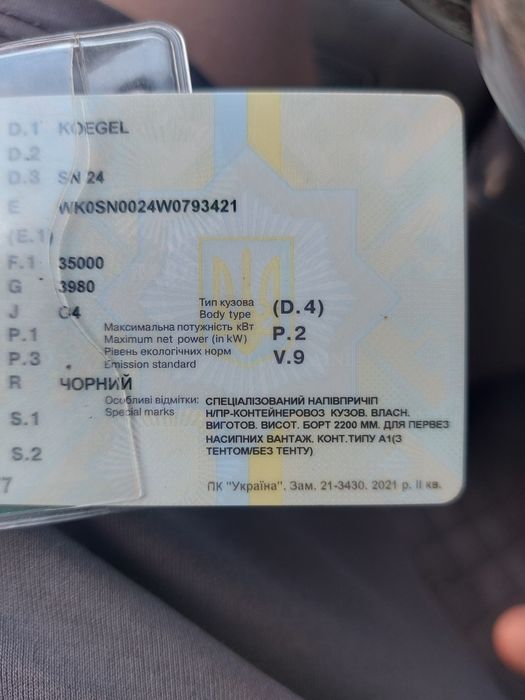 D.1 KOEGEL
D.2
D.3 SN 24
E WK0SN0024W0793421
(E.1)
F.1 35000
G 3980
J O4
Тип кузова
Body type (D.4)
P.1 Максимальна потужність кВт
Maximum net power (in kW) P.2
P.3 Рівень екологічних норм
Emission standard V.9
R ЧОРНИЙ
Особливі відмітки: СПЕЦІАЛІЗОВАНИЙ НАПІВПРИЧІП
S.1 Special marks Н/ПР-КОНТЕЙНЕРОВОЗ КУЗОВ. ВЛАСН.
ВИГОТОВ. ВИСОТ. БОРТ 2200 ММ. ДЛЯ ПЕРЕВЕЗ
НАСИПНИХ ВАНТАЖ. КОНТ.ТИПУ А1(З
S.2 ТЕНТОМ/БЕЗ ТЕНТУ)
7 ПК "Україна". Зам. 21-3430. 2021 р. II кв.